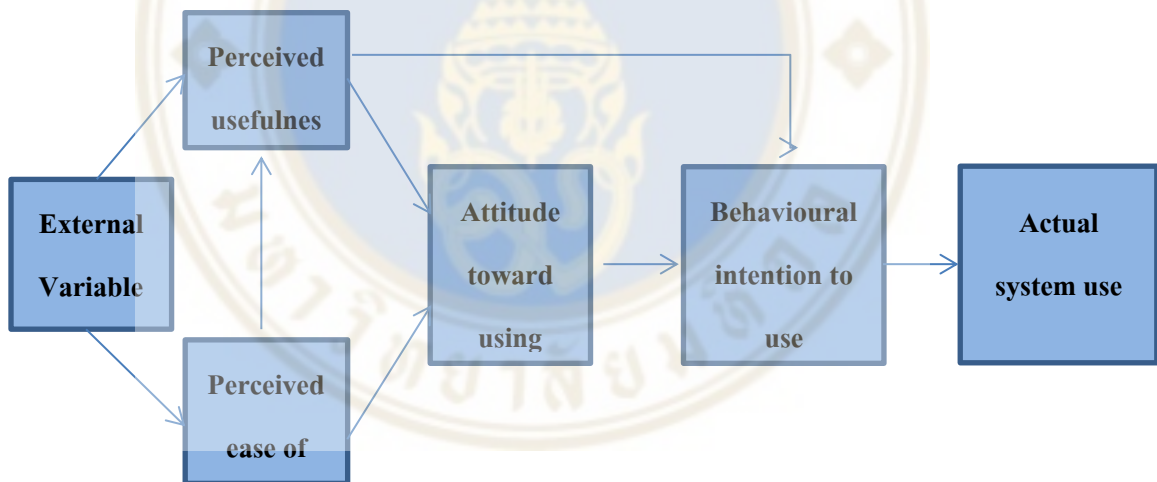 Perceived
usefulnes
External
Variable
Perceived
ease of
Attitude
toward
using
Behavioural
intention to
use
Actual
system use